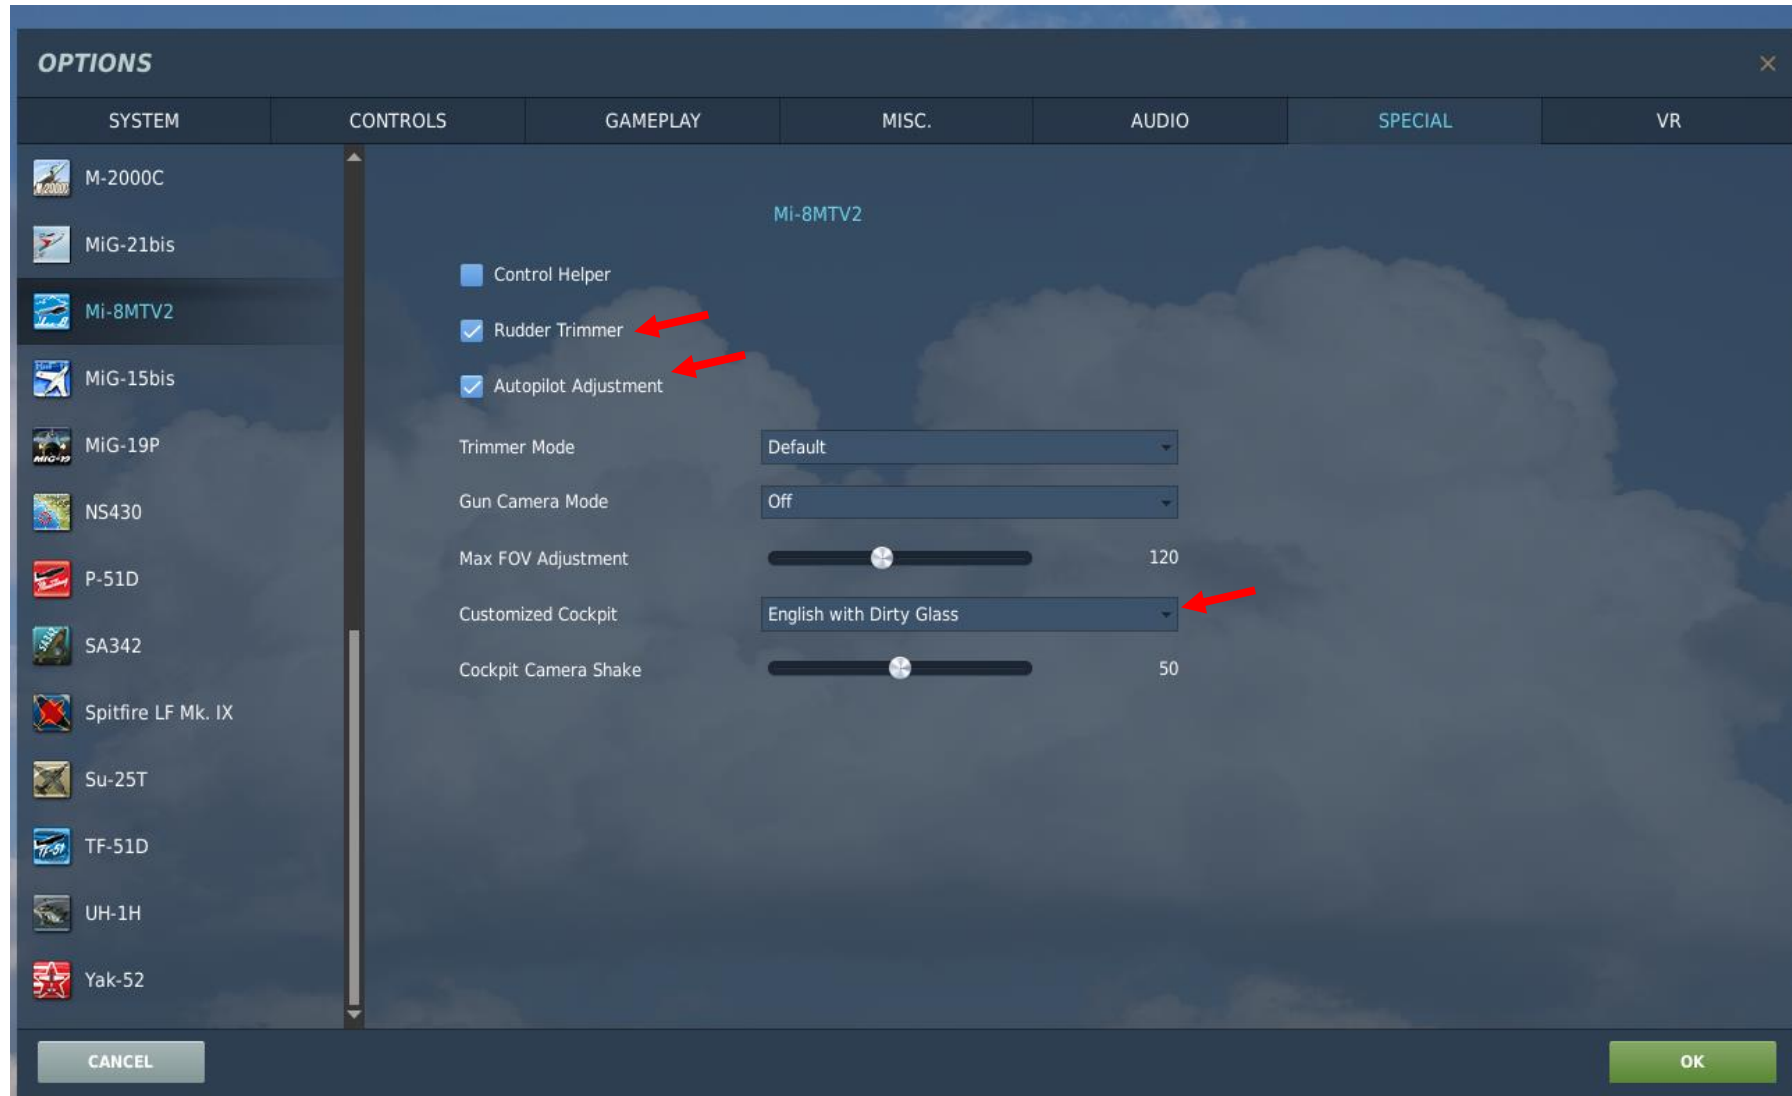 OPTIONS
SYSTEM CONTROLS GAMEPLAY MISC. AUDIO SPECIAL VR
M-2000C
MiG-21bis
Mi-8MTV2
MiG-15bis
MiG-19P
NS430
P-51D
SA342
Spitfire LF Mk. IX
Su-25T
TF-51D
UH-1H
Yak-52
Mi-8MTV2
Control Helper
Rudder Trimmer
Autopilot Adjustment
Trimmer Mode Default
Gun Camera Mode Off
Max FOV Adjustment 120
Customized Cockpit English with Dirty Glass
Cockpit Camera Shake 50
CANCEL OK